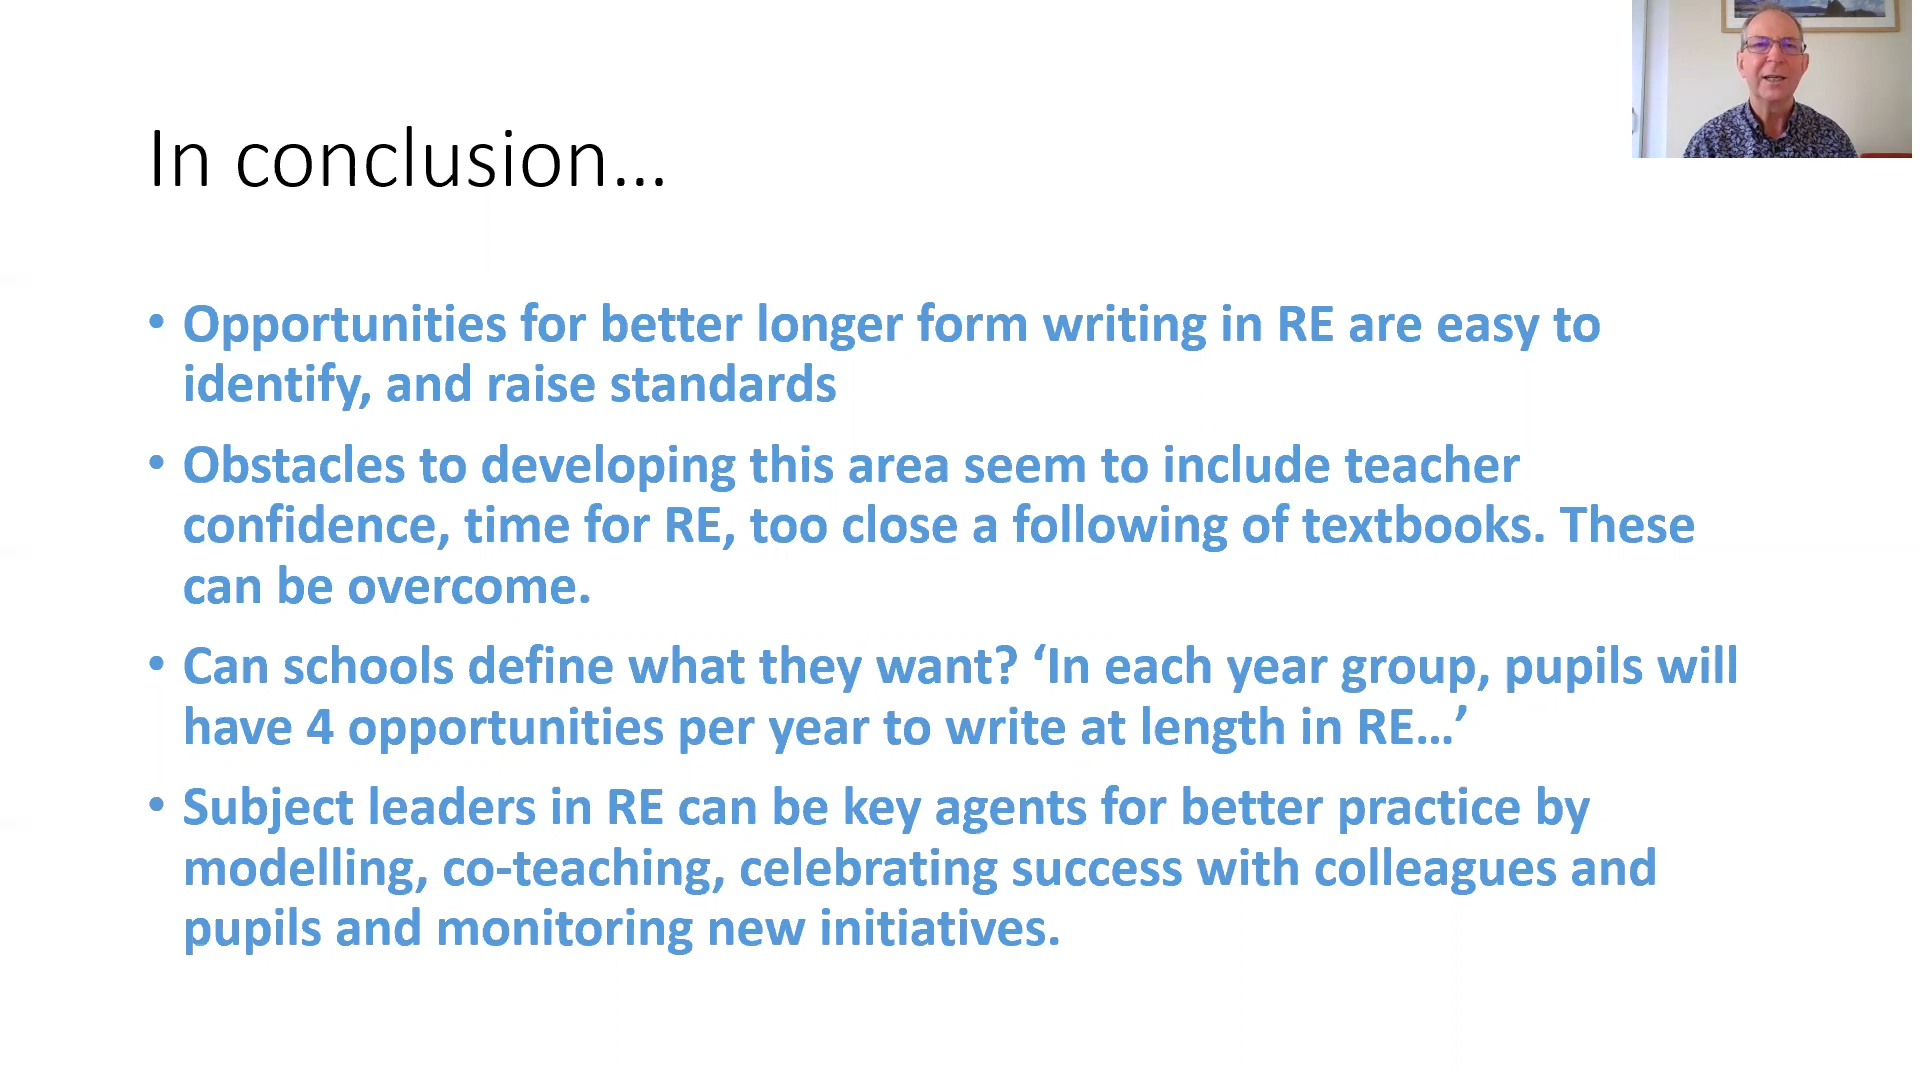 In conclusion...
• Opportunities for better longer form writing in RE are easy to
identify, and raise standards
• Obstacles to developing this area seem to include teacher
confidence, time for RE, too close a following of textbooks. These
can be overcome.
• Can schools define what they want? ‘In each year group, pupils will
have 4 opportunities per year to write at length in RE...’
• Subject leaders in RE can be key agents for better practice by
modelling, co-teaching, celebrating success with colleagues and
pupils and monitoring new initiatives.